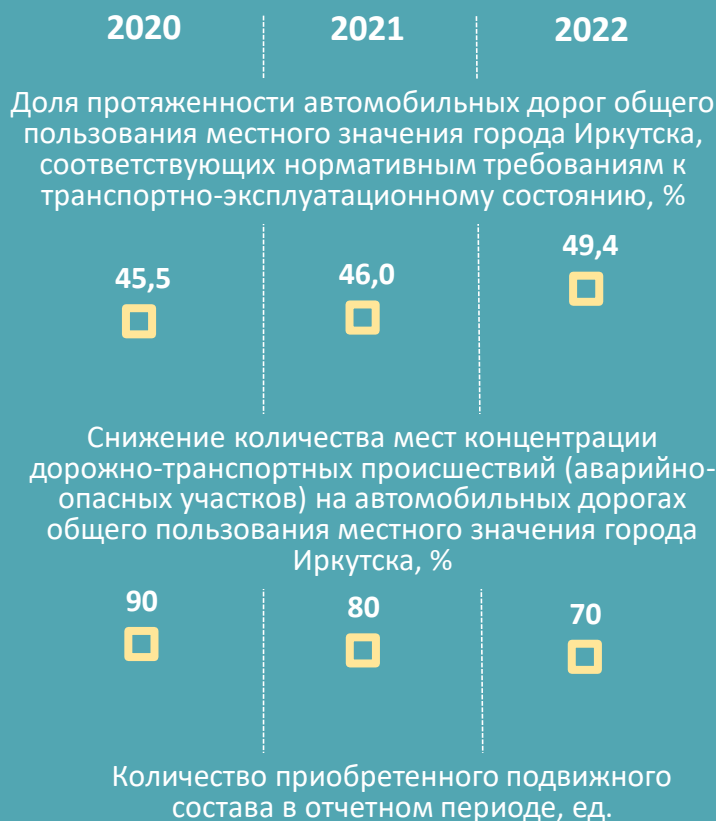 2020 2021 2022
Доля протяженности автомобильных дорог общего
пользования местного значения города Иркутска,
соответствующих нормативным требованиям к
транспортно-эксплуатационному состоянию, %
45,5 46,0 49,4
Снижение количества мест концентрации
дорожно-транспортных происшествий (аварийно-
опасных участков) на автомобильных дорогах
общего пользования местного значения города
Иркутска, %
90 80 70
Количество приобретенного подвижного
состава в отчетном периоде, ед.